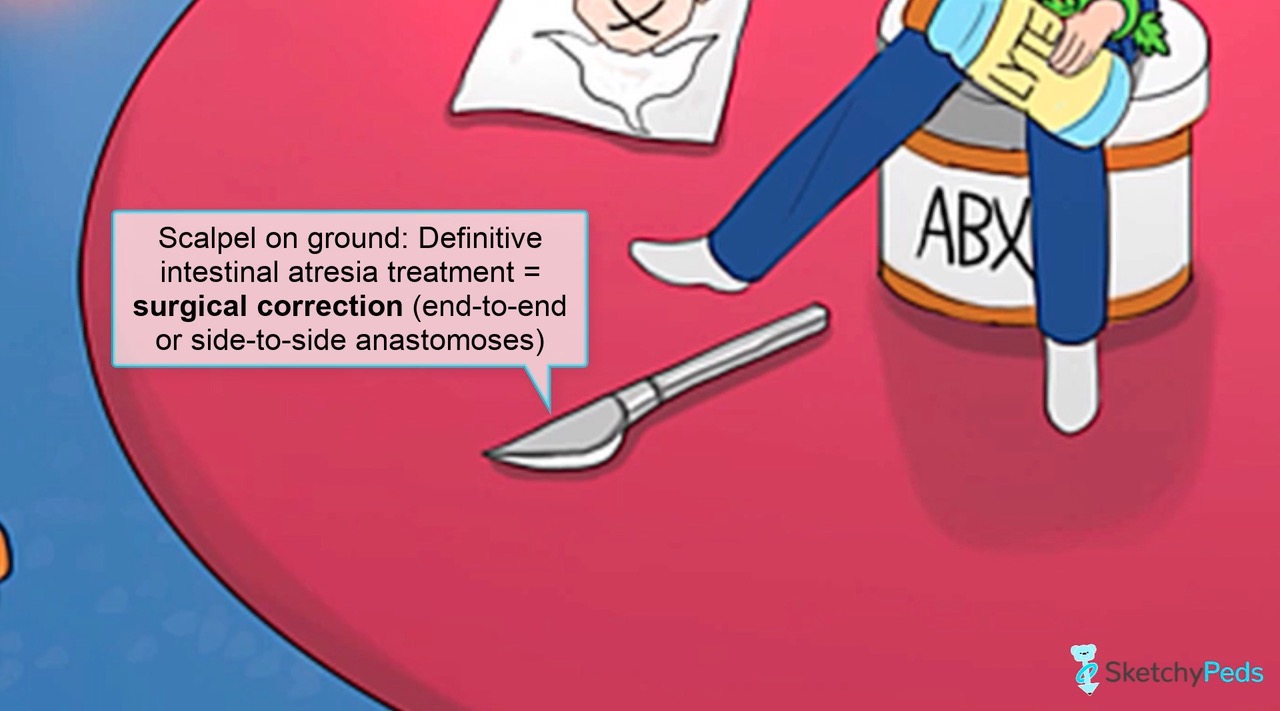 LYTE
ABX
Scalpel on ground: Definitive
intestinal atresia treatment =
surgical correction (end-to-end
or side-to-side anastomoses)
SketchyPeds